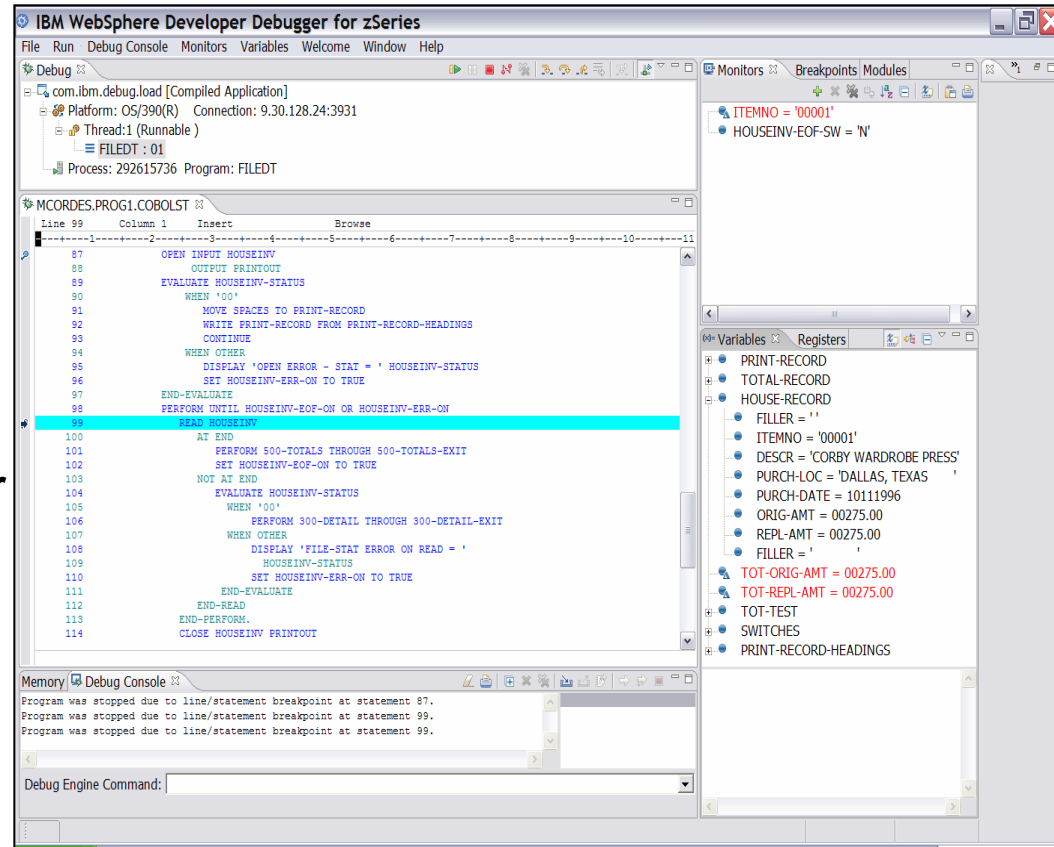 IBM WebSphere Developer Debugger for zSeries
File Run Debug Console Monitors Variables Welcome Window Help
Debug
com.ibm.debug.load [Compiled Application]
Platform: OS/390(R) Connection: 9.30.128.24:3931
Thread:1 (Runnable )
FILEDT : 01
Process: 292615736 Program: FILEDT
MCORDES.PROG1.COBOLST
Line 99 Column 1 Insert Browse
----+----1----+----2----+----3----+----4----+----5----+----6----+----7----+----8----+----9----+---10----+---11
87 OPEN INPUT HOUSEINV
88 OUTPUT PRINTOUT
89 EVALUATE HOUSEINV-STATUS
90 WHEN '00'
91 MOVE SPACES TO PRINT-RECORD
92 WRITE PRINT-RECORD FROM PRINT-RECORD-HEADINGS
93 CONTINUE
94 WHEN OTHER
95 DISPLAY 'OPEN ERROR - STAT = ' HOUSEINV-STATUS
96 SET HOUSEINV-ERR-ON TO TRUE
97 END-EVALUATE
98 PERFORM UNTIL HOUSEINV-EOF-ON OR HOUSEINV-ERR-ON
99 READ HOUSEINV
100 AT END
101 PERFORM 500-TOTALS THROUGH 500-TOTALS-EXIT
102 SET HOUSEINV-EOF-ON TO TRUE
103 NOT AT END
104 EVALUATE HOUSEINV-STATUS
105 WHEN '00'
106 PERFORM 300-DETAIL THROUGH 300-DETAIL-EXIT
107 WHEN OTHER
108 DISPLAY 'FILE-STAT ERROR ON READ = '
109 HOUSEINV-STATUS
110 SET HOUSEINV-ERR-ON TO TRUE
111 END-EVALUATE
112 END-READ
113 END-PERFORM.
114 CLOSE HOUSEINV PRINTOUT
Memory Debug Console
Program was stopped due to line/statement breakpoint at statement 87.
Program was stopped due to line/statement breakpoint at statement 99.
Program was stopped due to line/statement breakpoint at statement 99.
Debug Engine Command:
Monitors Breakpoints Modules
ITEMNO = '00001'
HOUSEINV-EOF-SW = 'N'
Variables Registers
PRINT-RECORD
TOTAL-RECORD
HOUSE-RECORD
FILLER = ' '
ITEMNO = '00001'
DESCR = 'CORBY WARDROBE PRESS'
PURCH-LOC = 'DALLAS, TEXAS '
PURCH-DATE = 10111996
ORIG-AMT = 00275.00
REPL-AMT = 00275.00
FILLER = ' '
TOT-ORIG-AMT = 00275.00
TOT-REPL-AMT = 00275.00
TOT-TEST
SWITCHES
PRINT-RECORD-HEADINGS
»1